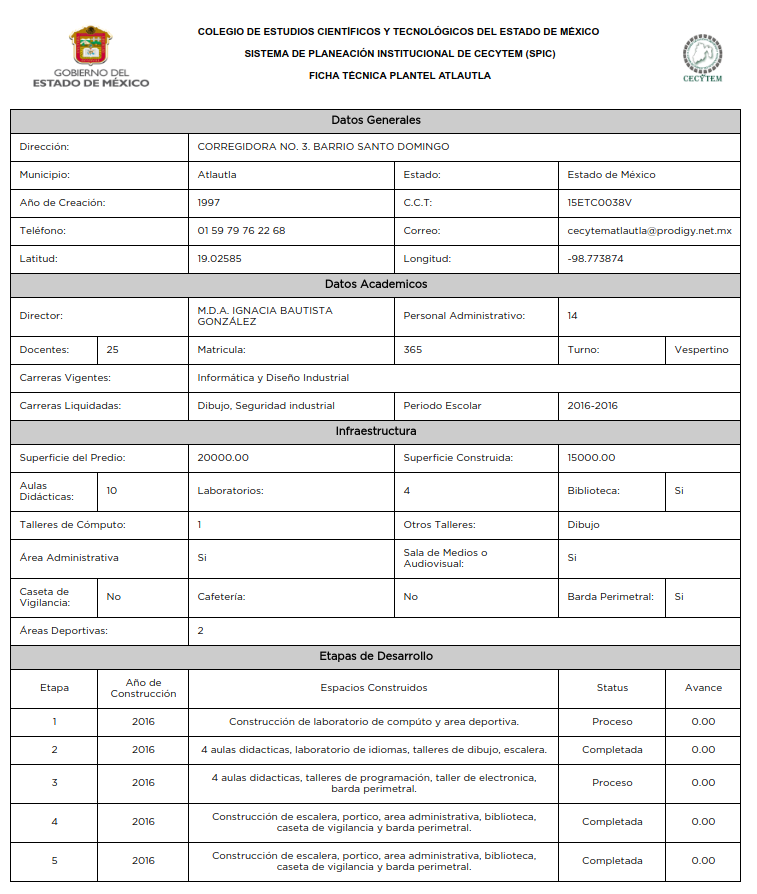 COLEGIO DE ESTUDIOS CIENTÍFICOS Y TECNOLÓGICOS DEL ESTADO DE MÉXICO
SISTEMA DE PLANEACIÓN INSTITUCIONAL DE CECYTEM (SPIC)
FICHA TÉCNICA PLANTEL ATLAUTLA
GOBIERNO DEL
ESTADO DE MÉXICO
CECYTEM
Datos Generales
Dirección: CORREGIDORA NO. 3. BARRIO SANTO DOMINGO
Municipio: Atlautla Estado: Estado de México
Año de Creación: 1997 C.C.T: 15ETC0038V
Teléfono: 01 59 79 76 22 68 Correo: cecytematlautla@prodigy.net.mx
Latitud: 19.02585 Longitud: -98.773874
Datos Academicos
Director: M.D.A. IGNACIA BAUTISTA
GONZÁLEZ Personal Administrativo: 14
Docentes: 25 Matricula: 365 Turno: Vespertino
Carreras Vigentes: Informática y Diseño Industrial
Carreras Liquidadas: Dibujo, Seguridad industrial Periodo Escolar 2016-2016
Infraestructura
Superficie del Predio: 20000.00 Superficie Construida: 15000.00
Aulas
Didácticas: 10 Laboratorios: 4 Biblioteca: Si
Talleres de Cómputo: 1 Otros Talleres: Dibujo
Área Administrativa Si Sala de Medios o
Audiovisual: Si
Caseta de
Vigilancia: No Cafetería: No Barda Perimetral: Si
Áreas Deportivas: 2
Etapas de Desarrollo
Etapa Año de
Construcción Espacios Construidos Status Avance
1 2016 Construcción de laboratorio de compúto y area deportiva. Proceso 0.00
2 2016 4 aulas didacticas, laboratorio de idiomas, talleres de dibujo, escalera. Completada 0.00
3 2016 4 aulas didacticas, talleres de programación, taller de electronica,
barda perimetral. Proceso 0.00
4 2016 Construcción de escalera, portico, area administrativa, biblioteca,
caseta de vigilancia y barda perimetral. Completada 0.00
5 2016 Construcción de escalera, portico, area administrativa, biblioteca,
caseta de vigilancia y barda perimetral. Completada 0.00